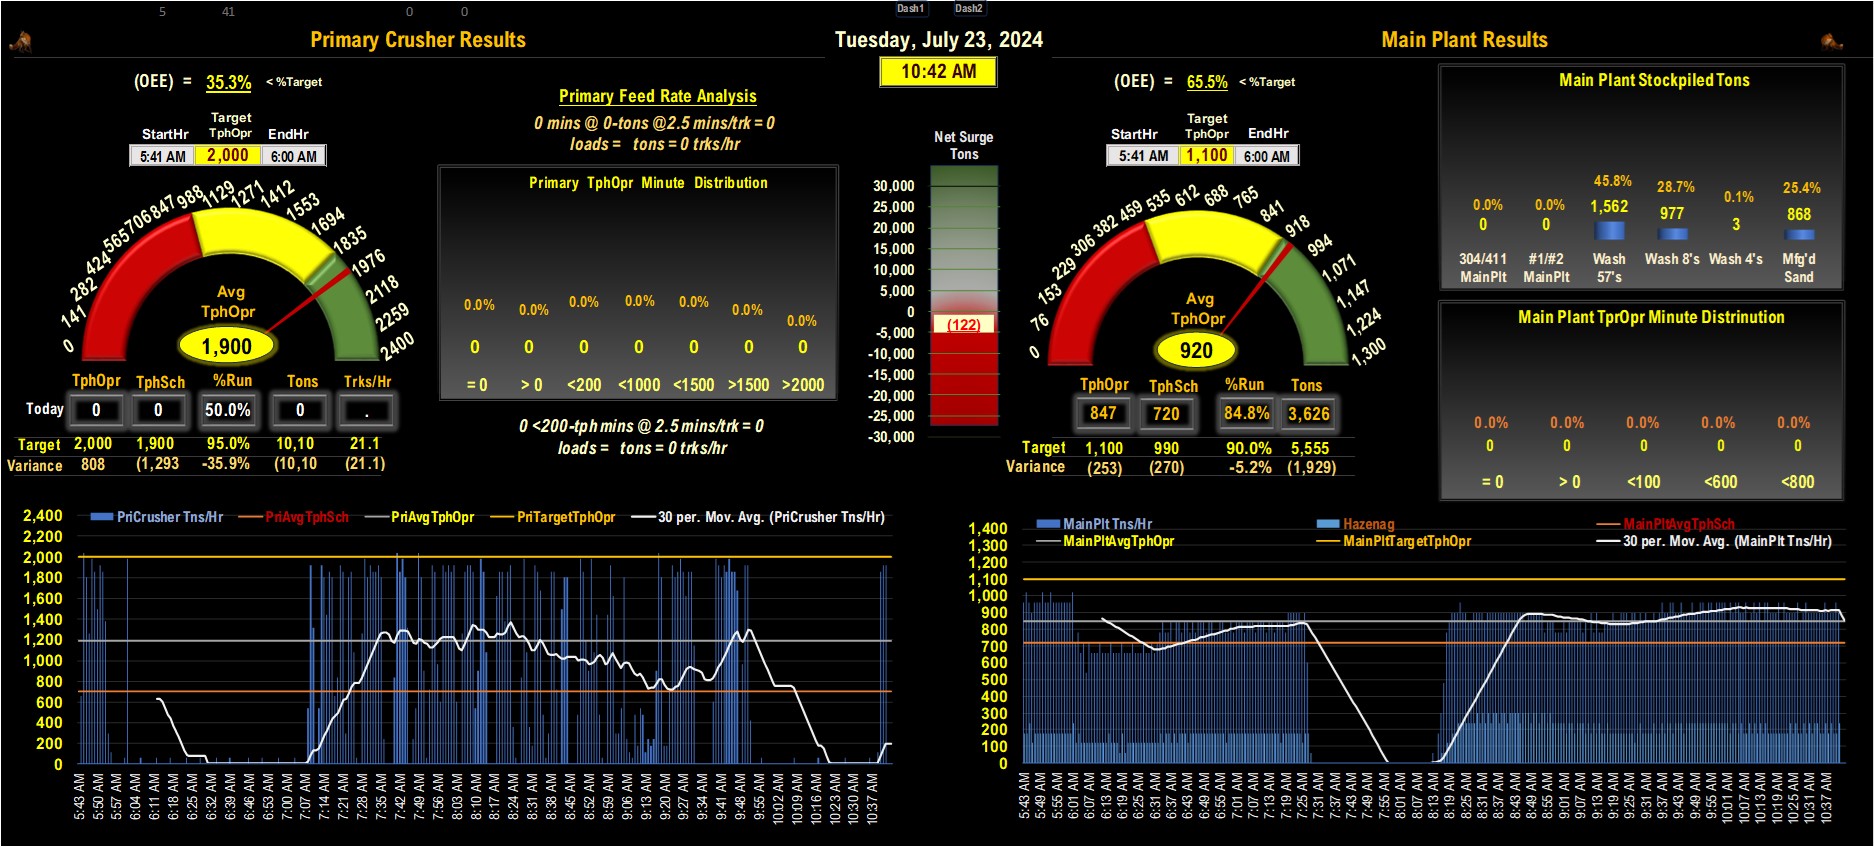 5 41 0 0 Dash1 Dash2
Primary Crusher Results
Tuesday, July 23, 2024
Main Plant Results
10:42 AM
(OEE) = 35.3% < %Target
Target
StartHr TphOpr EndHr
5:41 AM 2,000 6:00 AM
0 141 282 424 565 706 847 988 1129 1271 1412 1553 1694 1835 1976 2118 2259 2400
Avg
TphOpr
1,900
TphOpr TphSch %Run Tons Trks/Hr
Today 0 0 50.0% 0 .
Target 2,000 1,900 95.0% 10,10 21.1
Variance 808 (1,293 -35.9% (10,10 (21.1)
Primary Feed Rate Analysis
0 mins @ 0-tons @2.5 mins/trk = 0
loads = tons = 0 trks/hr
Primary TphOpr Minute Distribution
0.0% 0.0% 0.0% 0.0% 0.0% 0.0% 0.0%
0 0 0 0 0 0 0
= 0 > 0 <200 <1000 <1500 >1500 >2000
0 <200-tph mins @ 2.5 mins/trk = 0
loads = tons = 0 trks/hr
Net Surge
Tons
30,000
25,000
20,000
15,000
10,000
5,000
0
(122)
-5,000
-10,000
-15,000
-20,000
-25,000
-30,000
(OEE) = 65.5% < %Target
Target
StartHr TphOpr EndHr
5:41 AM 1,100 6:00 AM
0 76 153 229 306 382 459 535 612 688 765 841 918 994 1,071 1,147 1,224 1,300
Avg
TphOpr
920
TphOpr TphSch %Run Tons
847 720 84.8% 3,626
Target 1,100 990 90.0% 5,555
Variance (253) (270) -5.2% (1,929)
Main Plant Stockpiled Tons
0.0% 0.0% 45.8% 28.7% 0.1% 25.4%
0 0 1,562 977 3 868
304/411 #1/#2 Wash Wash 8's Wash 4's Mfg'd
MainPlt MainPlt 57's Sand
Main Plant TprOpr Minute Distrinution
0.0% 0.0% 0.0% 0.0% 0.0%
0 0 0 0 0
= 0 > 0 <100 <600 <800
PriCrusher Tns/Hr PriAvgTphSch PriAvgTphOpr PriTargetTphOpr 30 per. Mov. Avg. (PriCrusher Tns/Hr)
2,400
2,200
2,000
1,800
1,600
1,400
1,200
1,000
800
600
400
200
0
5:43 AM 5:50 AM 5:57 AM 6:04 AM 6:11 AM 6:18 AM 6:25 AM 6:32 AM 6:39 AM 6:46 AM 6:53 AM 7:00 AM 7:07 AM 7:14 AM 7:21 AM 7:28 AM 7:35 AM 7:42 AM 7:49 AM 7:56 AM 8:03 AM 8:10 AM 8:17 AM 8:24 AM 8:31 AM 8:38 AM 8:45 AM 8:52 AM 8:59 AM 9:06 AM 9:13 AM 9:20 AM 9:27 AM 9:34 AM 9:41 AM 9:48 AM 9:55 AM 10:02 AM 10:09 AM 10:16 AM 10:23 AM 10:30 AM 10:37 AM
MainPlt Tns/Hr Hazenag MainPltAvgTphSch
MainPltAvgTphOpr MainPltTargetTphOpr 30 per. Mov. Avg. (MainPlt Tns/Hr)
1,400
1,300
1,200
1,100
1,000
900
800
700
600
500
400
300
200
100
0
5:43 AM 5:49 AM 5:55 AM 6:01 AM 6:07 AM 6:13 AM 6:19 AM 6:25 AM 6:31 AM 6:37 AM 6:43 AM 6:49 AM 6:55 AM 7:01 AM 7:07 AM 7:13 AM 7:19 AM 7:25 AM 7:31 AM 7:37 AM 7:43 AM 7:49 AM 7:55 AM 8:01 AM 8:07 AM 8:13 AM 8:19 AM 8:25 AM 8:31 AM 8:37 AM 8:43 AM 8:49 AM 8:55 AM 9:01 AM 9:07 AM 9:13 AM 9:19 AM 9:25 AM 9:31 AM 9:37 AM 9:43 AM 9:49 AM 9:55 AM 10:01 AM 10:07 AM 10:13 AM 10:19 AM 10:25 AM 10:31 AM 10:37 AM